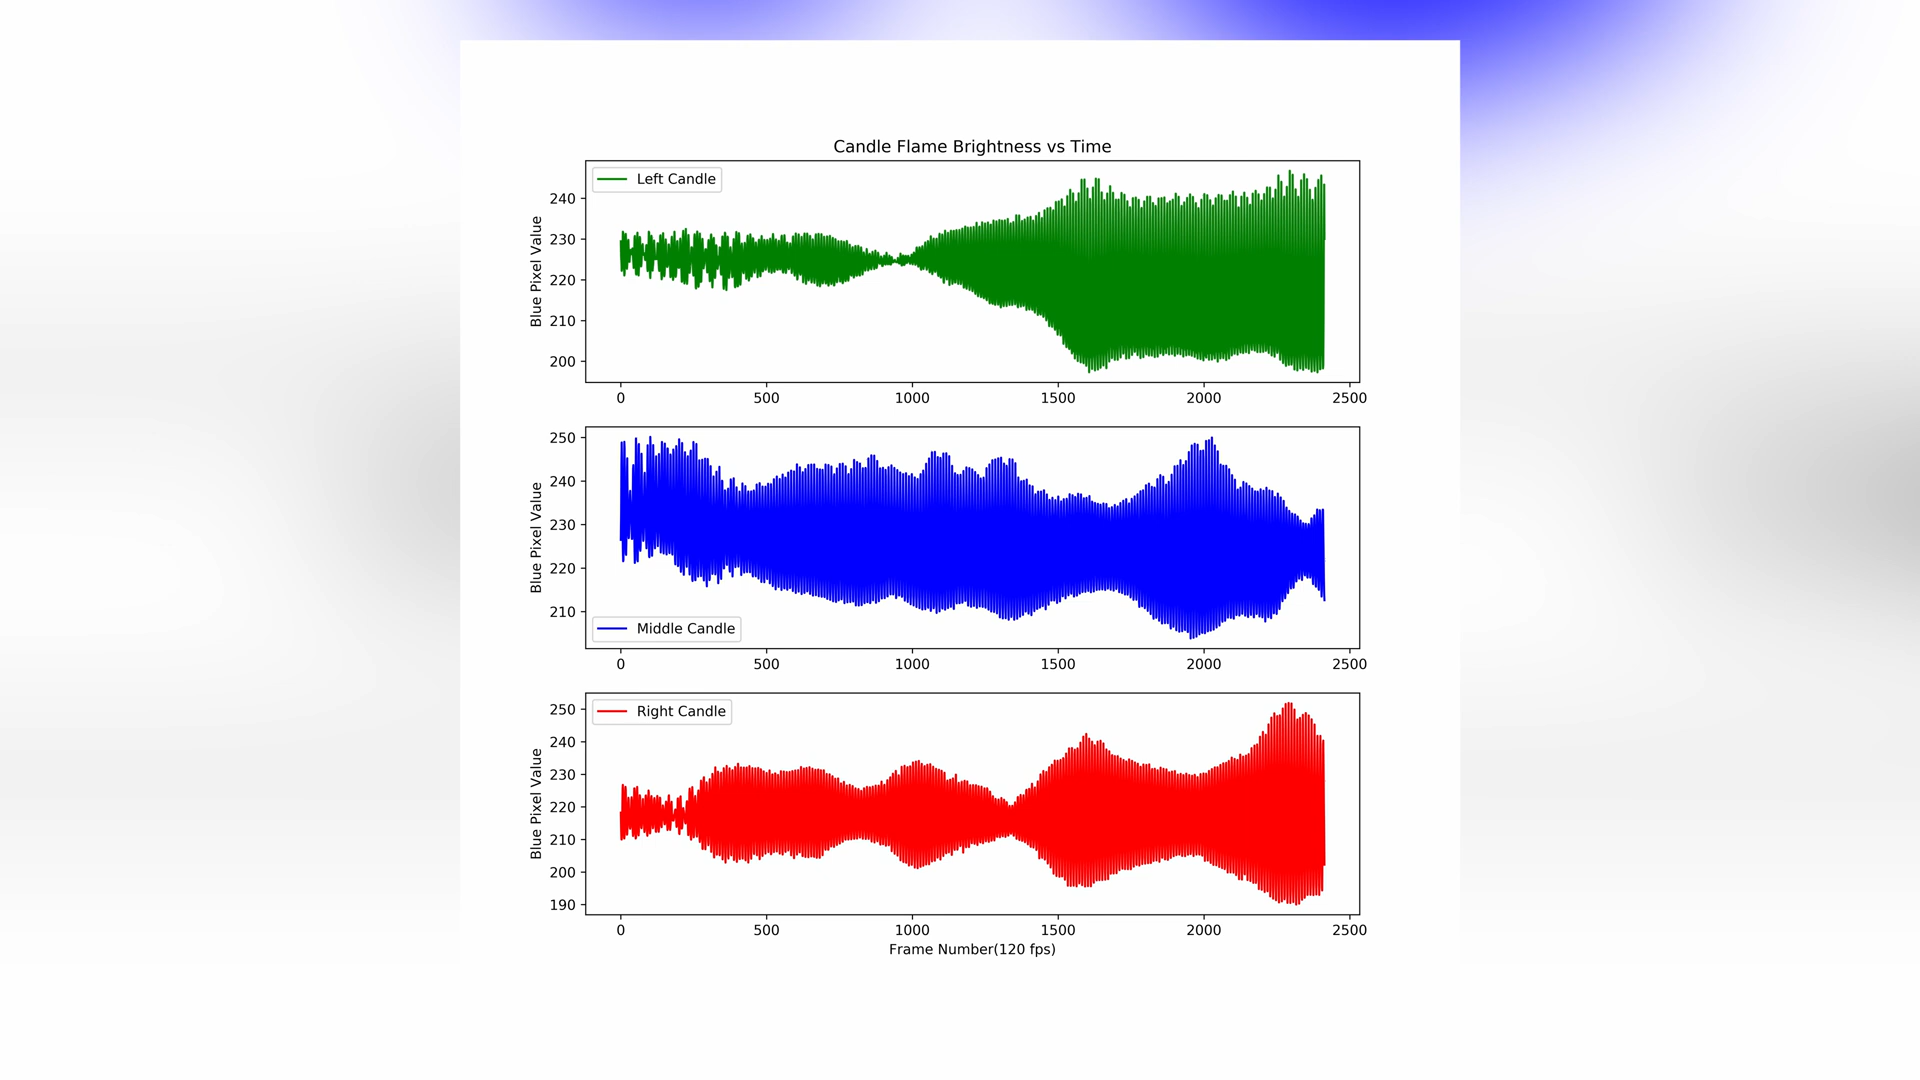 Candle Flame Brightness vs Time
Left Candle
Blue Pixel Value
240
230
220
210
200
0 500 1000 1500 2000 2500
Middle Candle
Blue Pixel Value
250
240
230
220
210
0 500 1000 1500 2000 2500
Right Candle
Blue Pixel Value
250
240
230
220
210
200
190
0 500 1000 1500 2000 2500
Frame Number(120 fps)